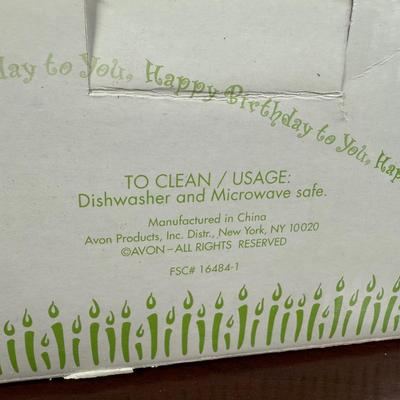 day to You, Happy Birthday to You, Hap
TO CLEAN / USAGE:
Dishwasher and Microwave safe.
Manufactured in China
Avon Products, Inc. Distr., New York, NY 10020
©AVON – ALL RIGHTS RESERVED
FSC# 16484-1